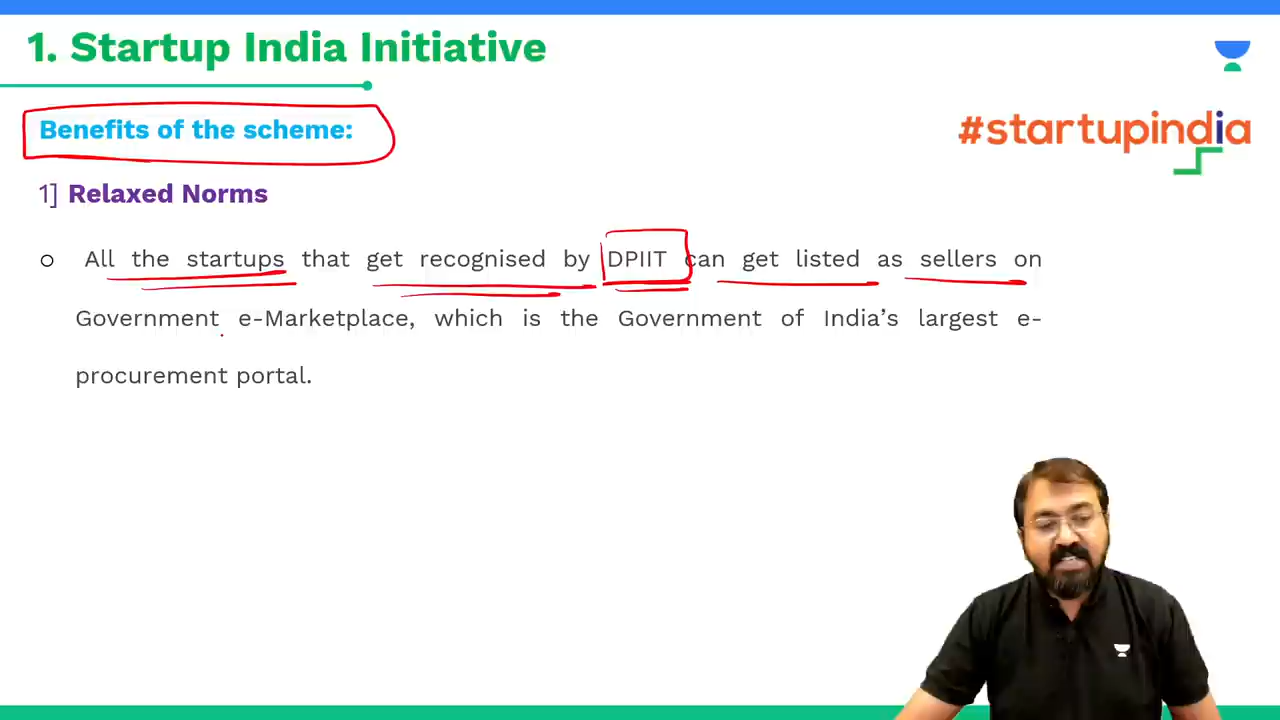 1. Startup India Initiative
Benefits of the scheme:
#startupindia
1] Relaxed Norms
o All the startups that get recognised by DPIIT can get listed as sellers on
Government e-Marketplace, which is the Government of India’s largest e-
procurement portal.